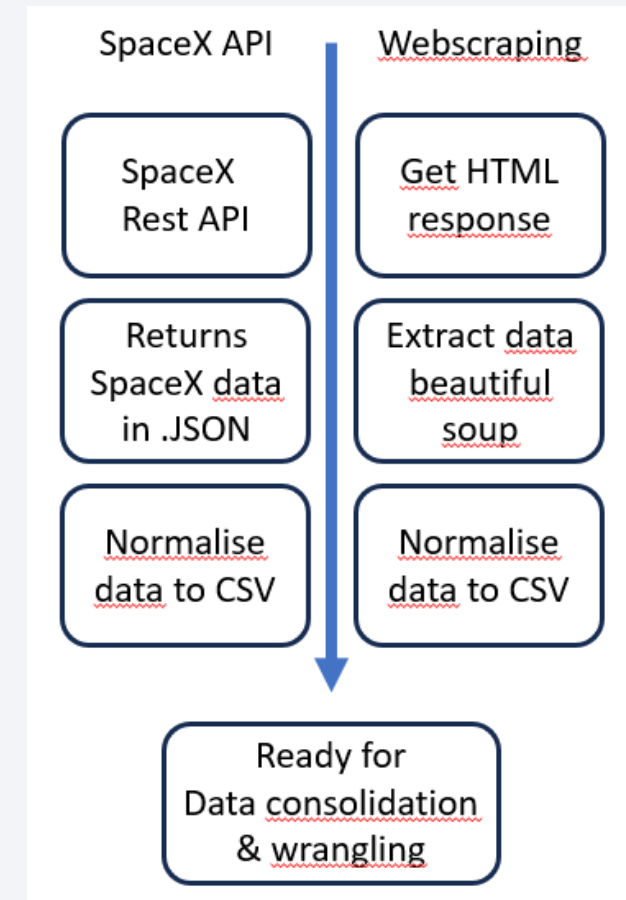 SpaceX API
Webscraping
SpaceX
Rest API
Get HTML
response
Returns
SpaceX data
in .JSON
Extract data
beautiful
soup
Normalise
data to CSV
Normalise
data to CSV
Ready for
Data consolidation
& wrangling